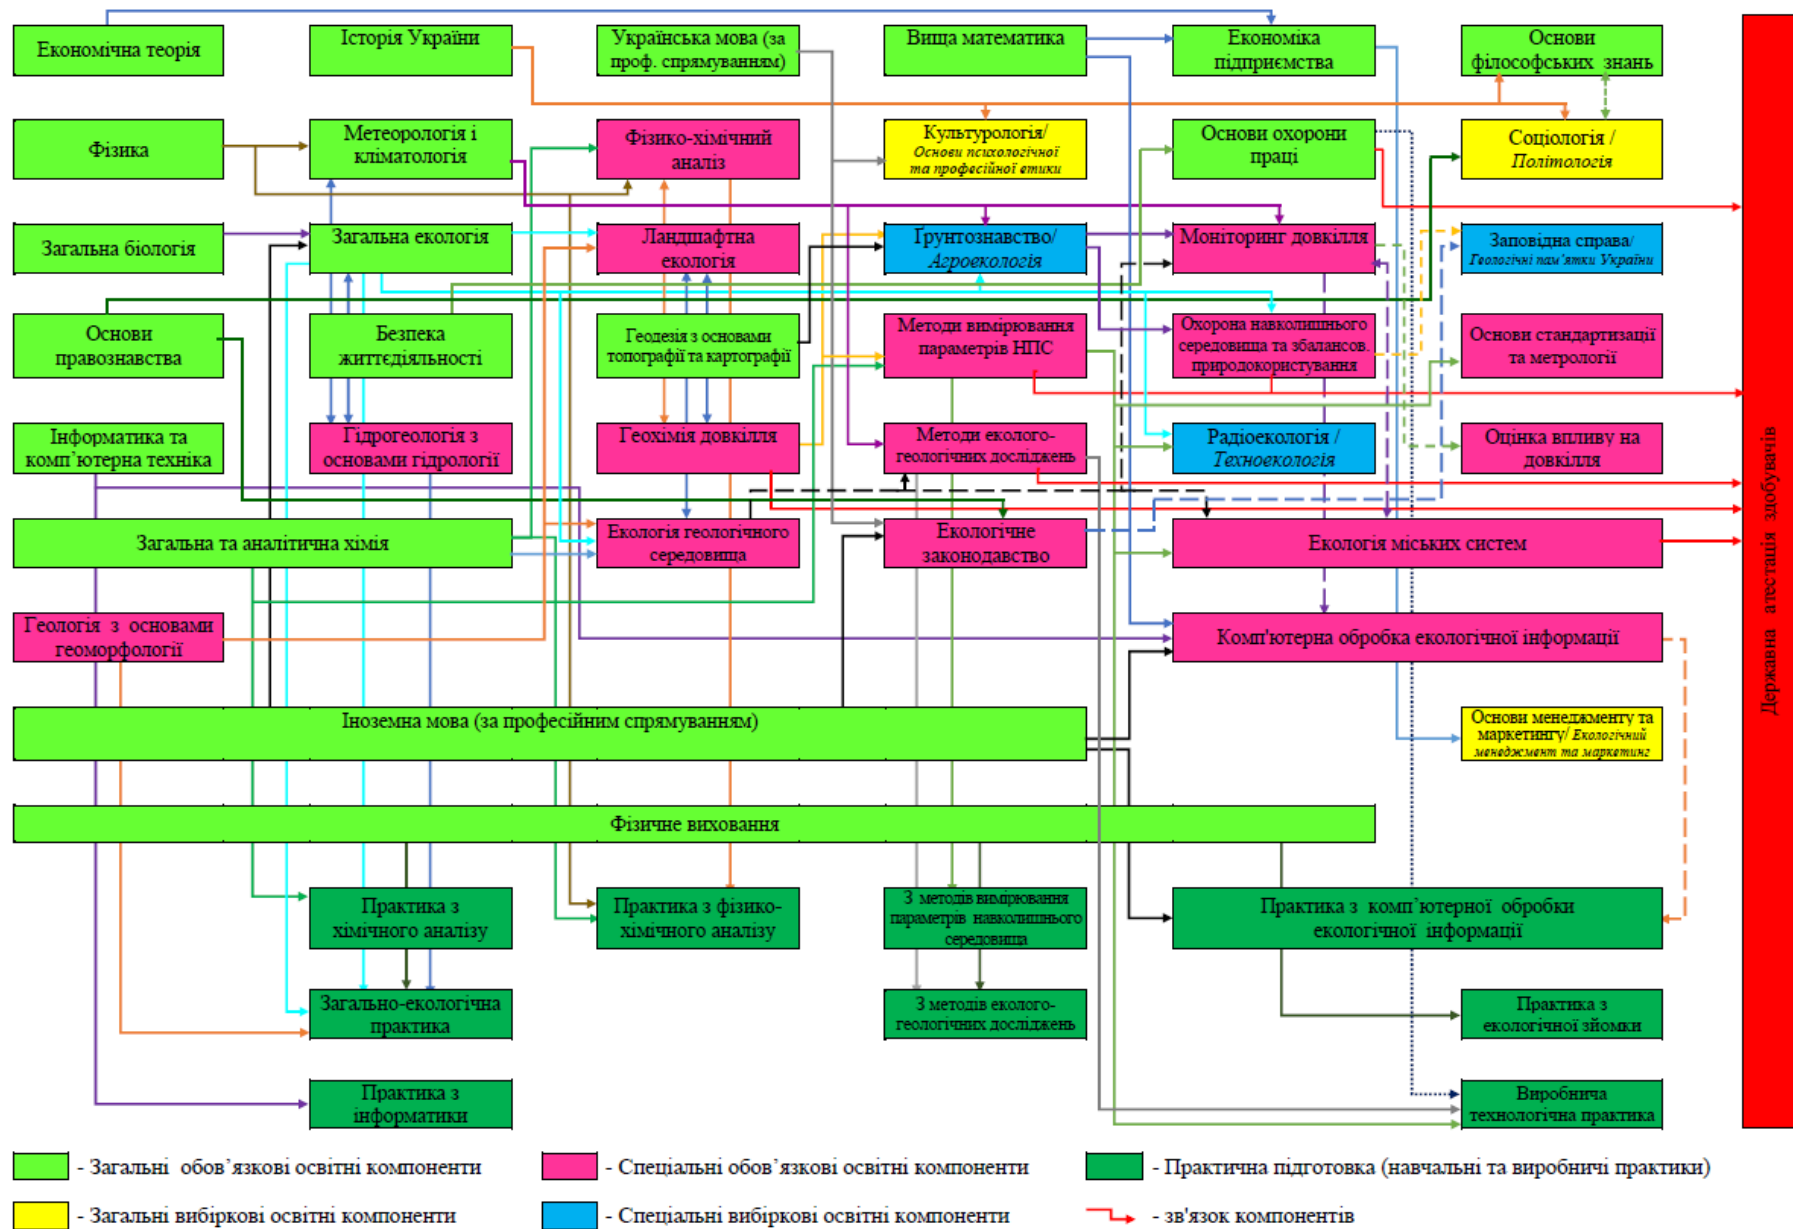 Економічна теорія
Історія України
Українська мова (за
проф. спрямуванням)
Вища математика
Економіка
підприємства
Основи
філософських знань
Фізика
Метеорологія і
кліматологія
Фізико-хімічний
аналіз
Культурологія/
Основи психологічної
та професійної етики
Основи охорони
праці
Соціологія /
Політологія
Загальна біологія
Загальна екологія
Ландшафтна
екологія
Ґрунтознавство/
Агроекологія
Моніторинг довкілля
Заповідна справа/
Геологічні пам'ятки України
Основи
правознавства
Безпека
життєдіяльності
Геодезія з основами
топографії та картографії
Методи вимірювання
параметрів НПС
Охорона навколишнього
середовища та збалансов.
природокористування
Основи стандартизації
та метрології
Інформатика та
комп’ютерна техніка
Гідрогеологія з
основами гідрології
Геохімія довкілля
Методи еколого-
геологічних досліджень
Радіоекологія /
Техноекологія
Оцінка впливу на
довкілля
Загальна та аналітична хімія
Екологія геологічного
середовища
Екологічне
законодавство
Екологія міських систем
Геологія з основами
геоморфології
Комп'ютерна обробка екологічної інформації
Іноземна мова (за професійним спрямуванням)
Основи менеджменту та
маркетингу/ Екологічний
менеджмент та маркетинг
Фізичне виховання
Практика з
хімічного аналізу
Практика з фізико-
хімічного аналізу
З методів вимірювання
параметрів навколишнього
середовища
Практика з комп’ютерної обробки
екологічної інформації
Загально-екологічна
практика
З методів еколого-
геологічних досліджень
Практика з
екологічної зйомки
Практика з
інформатики
Виробнича
технологічна практика
Державна атестація здобувачів
- Загальні обов’язкові освітні компоненти
- Спеціальні обов’язкові освітні компоненти
- Практична підготовка (навчальні та виробничі практики)
- Загальні вибіркові освітні компоненти
- Спеціальні вибіркові освітні компоненти
- зв'язок компонентів